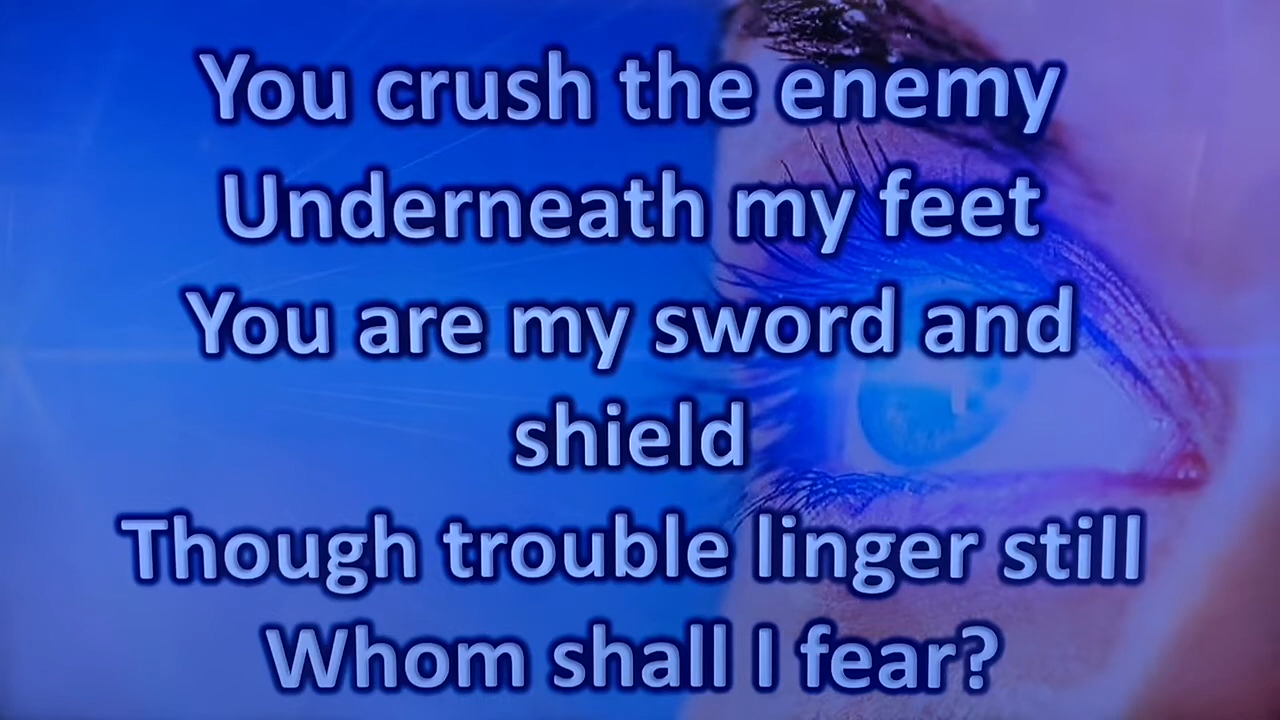 You crush the enemy
Underneath my feet
You are my sword and
shield
Though trouble linger still
Whom shall I fear?